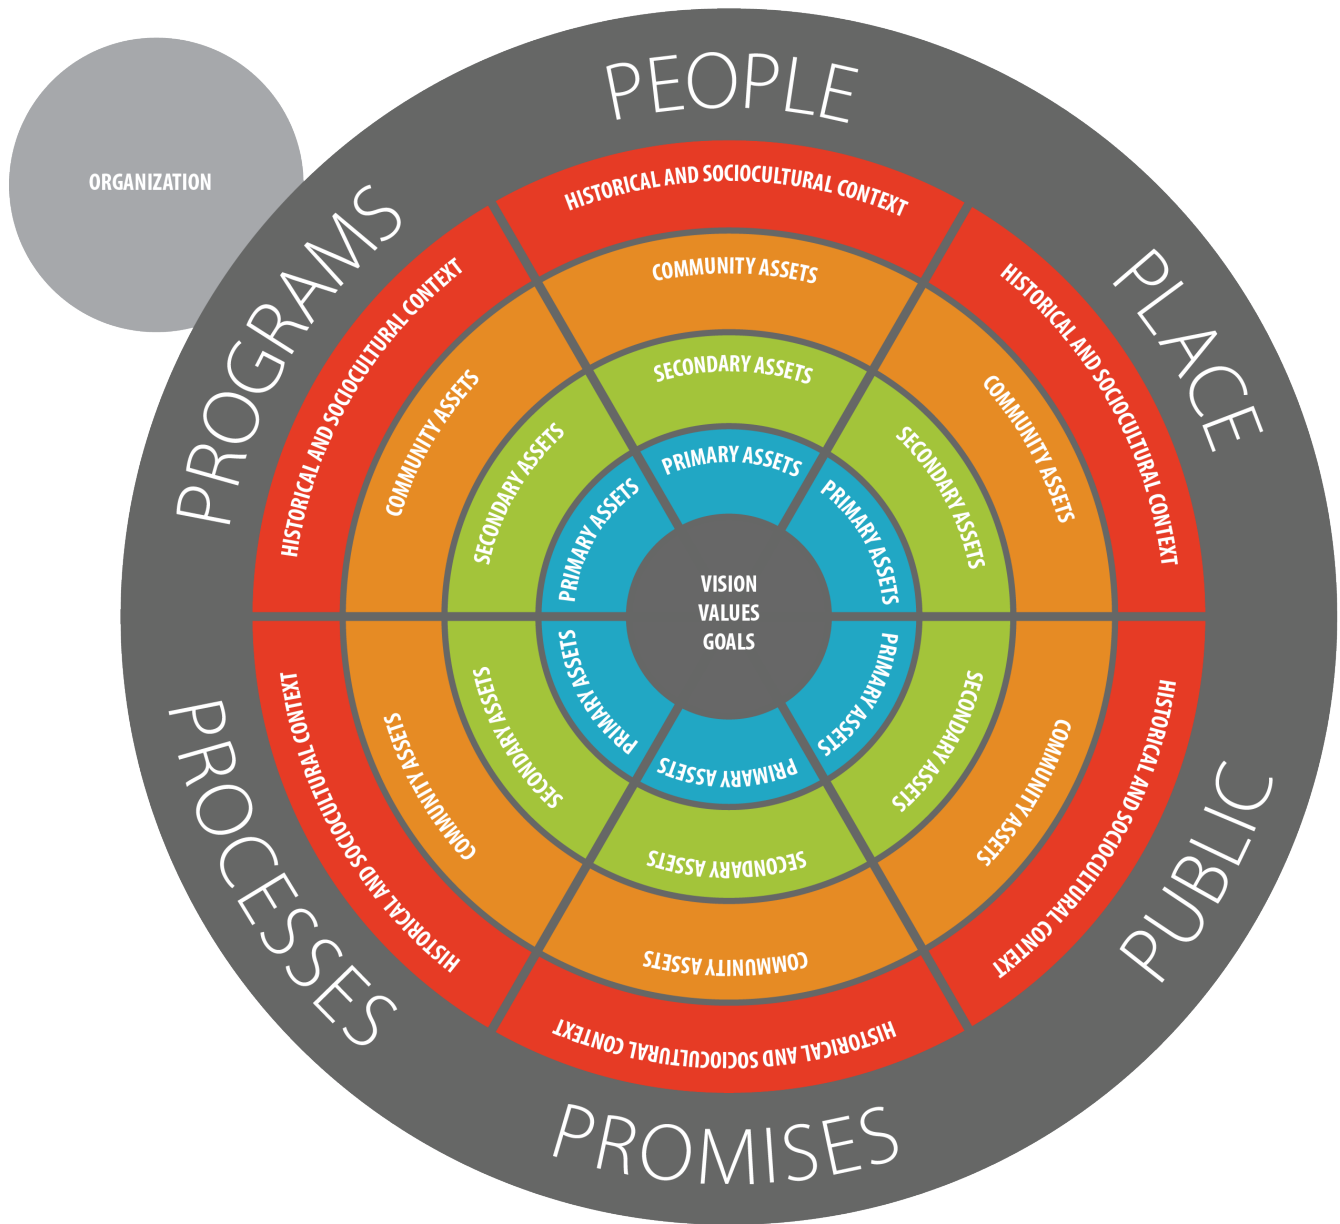 ORGANIZATION
PEOPLE
PLACE
PUBLIC
PROMISES
PROCESSES
PROGRAMS
HISTORICAL AND SOCIOCULTURAL CONTEXT
COMMUNITY ASSETS
SECONDARY ASSETS
PRIMARY ASSETS
HISTORICAL AND SOCIOCULTURAL CONTEXT
COMMUNITY ASSETS
SECONDARY ASSETS
PRIMARY ASSETS
HISTORICAL AND SOCIOCULTURAL CONTEXT
COMMUNITY ASSETS
SECONDARY ASSETS
PRIMARY ASSETS
HISTORICAL AND SOCIOCULTURAL CONTEXT
COMMUNITY ASSETS
SECONDARY ASSETS
PRIMARY ASSETS
HISTORICAL AND SOCIOCULTURAL CONTEXT
COMMUNITY ASSETS
SECONDARY ASSETS
PRIMARY ASSETS
HISTORICAL AND SOCIOCULTURAL CONTEXT
COMMUNITY ASSETS
SECONDARY ASSETS
PRIMARY ASSETS
VISION
VALUES
GOALS